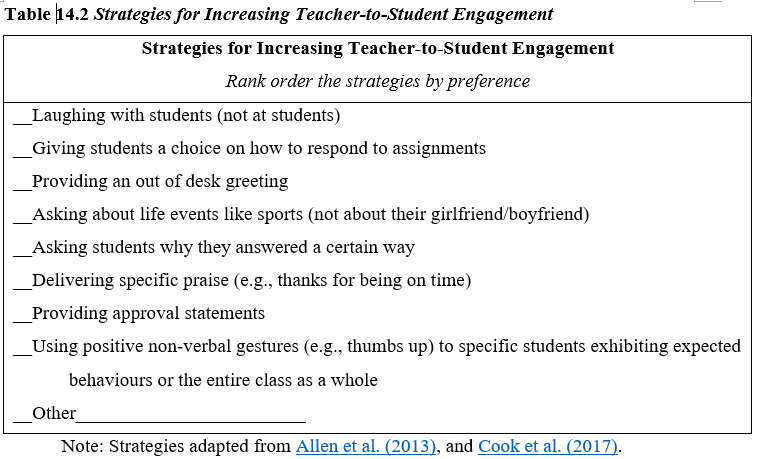 Table 14.2 Strategies for Increasing Teacher-to-Student Engagement
Strategies for Increasing Teacher-to-Student Engagement
Rank order the strategies by preference
__Laughing with students (not at students)
__Giving students a choice on how to respond to assignments
__Providing an out of desk greeting
__Asking about life events like sports (not about their girlfriend/boyfriend)
__Asking students why they answered a certain way
__Delivering specific praise (e.g., thanks for being on time)
__Providing approval statements
__Using positive non-verbal gestures (e.g., thumbs up) to specific students exhibiting expected
behaviours or the entire class as a whole
__Other________________________
Note: Strategies adapted from Allen et al. (2013), and Cook et al. (2017).